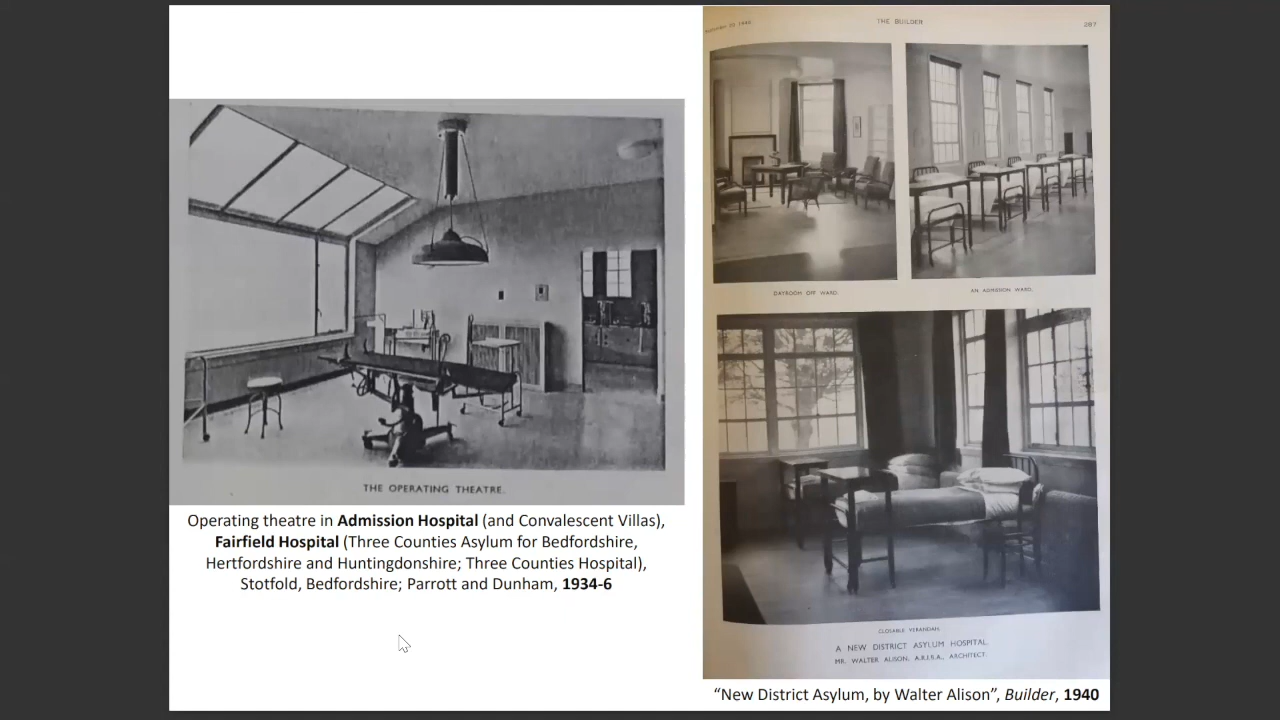 THE OPERATING THEATRE.
Operating theatre in Admission Hospital (and Convalescent Villas),
Fairfield Hospital (Three Counties Asylum for Bedfordshire,
Hertfordshire and Huntingdonshire; Three Counties Hospital),
Stotfold, Bedfordshire; Parrott and Dunham, 1934-6
1940
THE BUILDER
287
DAYROOM OFF WARD
AN ADMISSION WARD.
CLOSABLE VERANDAH.
A NEW DISTRICT ASYLUM HOSPITAL.
MR. WALTER ALISON, A.R.I.B.A., ARCHITECT.
"New District Asylum, by Walter Alison", Builder, 1940